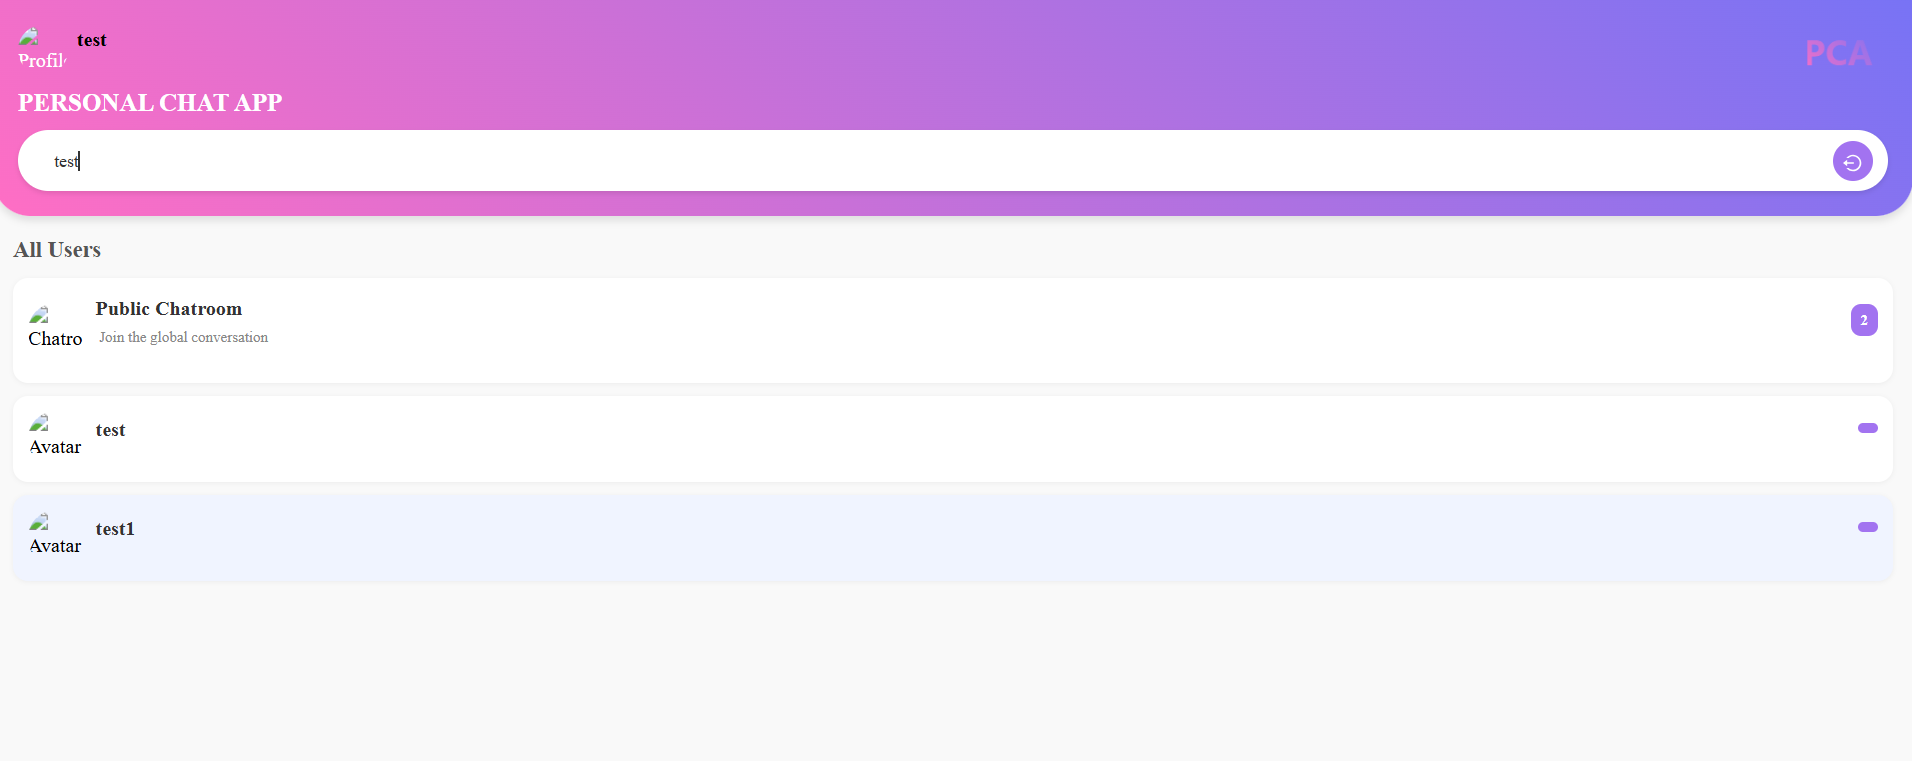 test
Profil
PCA
PERSONAL CHAT APP
test
All Users
Public Chatroom
Chatro
Join the global conversation
2
test
Avatar
test1
Avatar